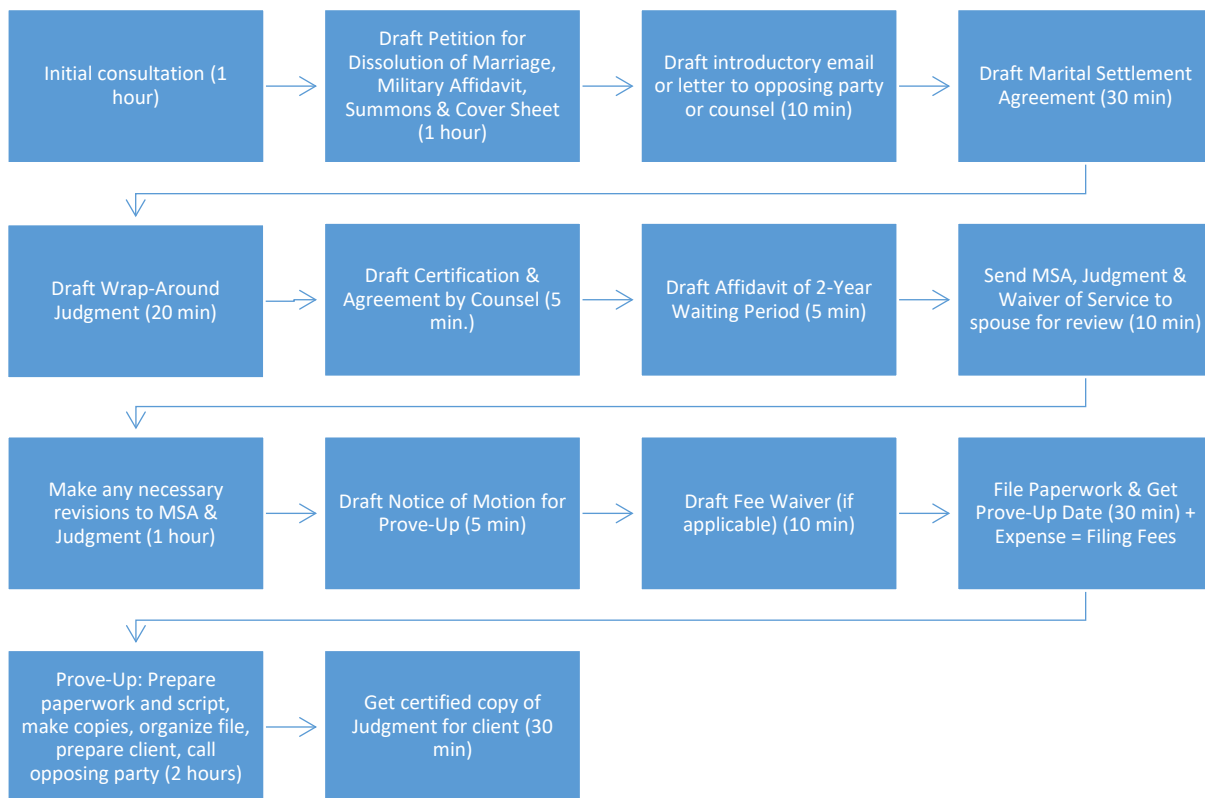 Initial consultation (1
hour)
Draft Petition for
Dissolution of Marriage,
Military Affidavit,
Summons & Cover Sheet
(1 hour)
Draft introductory email
or letter to opposing party
or counsel (10 min)
Draft Marital Settlement
Agreement (30 min)
Draft Wrap-Around
Judgment (20 min)
Draft Certification &
Agreement by Counsel (5
min.)
Draft Affidavit of 2-Year
Waiting Period (5 min)
Send MSA, Judgment &
Waiver of Service to
spouse for review (10 min)
Make any necessary
revisions to MSA &
Judgment (1 hour)
Draft Notice of Motion for
Prove-Up (5 min)
Draft Fee Waiver (if
applicable) (10 min)
File Paperwork & Get
Prove-Up Date (30 min) +
Expense = Filing Fees
Prove-Up: Prepare
paperwork and script,
make copies, organize file,
prepare client, call
opposing party (2 hours)
Get certified copy of
Judgment for client (30
min)